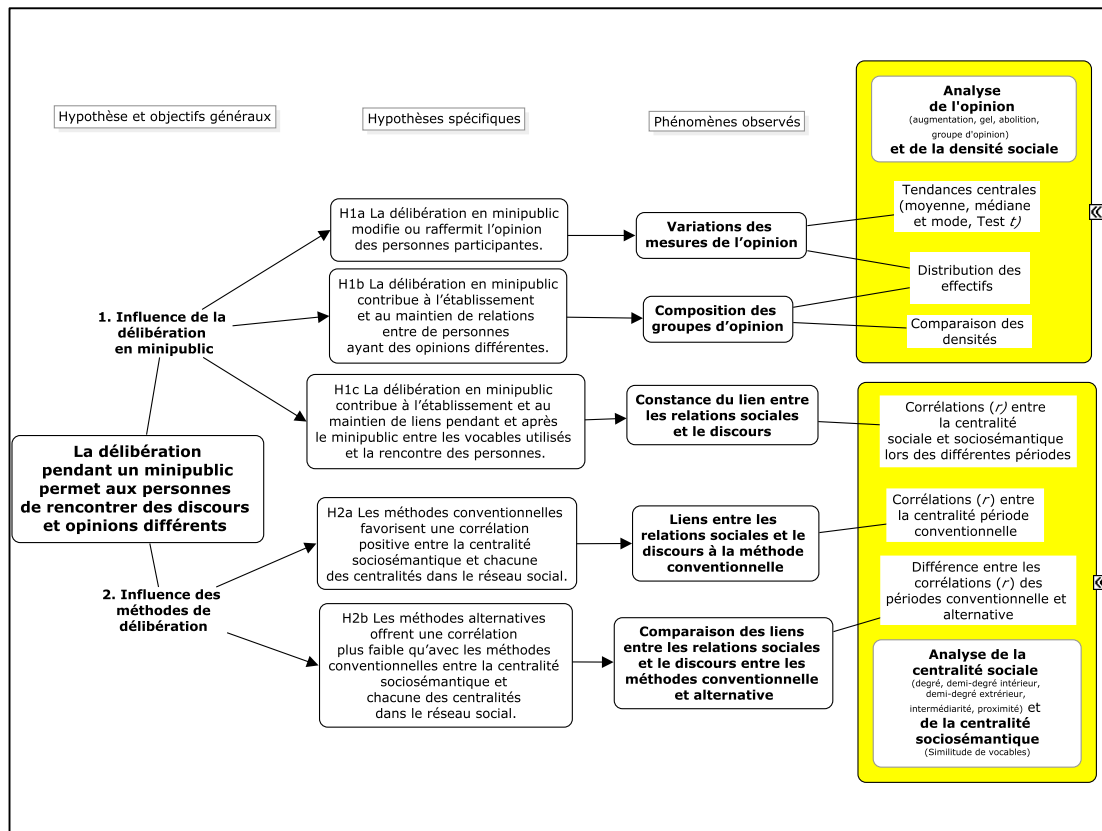 Hypothèse et objectifs généraux
Hypothèses spécifiques
Phénomènes observés
Analyse
de l'opinion
(augmentation, gel, abolition,
groupe d'opinion)
et de la densité sociale
La délibération
pendant un minipublic
permet aux personnes
de rencontrer des discours
et opinions différents
1. Influence de la
délibération
en minipublic
H1a La délibération en minipublic
modifie ou raffermit l’opinion
des personnes participantes.
Variations des
mesures de l’opinion
Tendances centrales
(moyenne, médiane
et mode, Test t)
H1b La délibération en minipublic
contribue à l’établissement
et au maintien de relations
entre de personnes
ayant des opinions différentes.
Composition des
groupes d’opinion
Distribution des
effectifs
Comparaison des
densités
H1c La délibération en minipublic
contribue à l’établissement et au
maintien de liens pendant et après
le minipublic entre les vocables utilisés
et la rencontre des personnes.
Constance du lien entre
les relations sociales
et le discours
Corrélations (r) entre
la centralité
sociale et sociosémantique
lors des différentes périodes
2. Influence des
méthodes de
délibération
H2a Les méthodes conventionnelles
favorisent une corrélation
positive entre la centralité
sociosémantique et chacune
des centralités dans le réseau social.
Liens entre les
relations sociales et le
discours à la méthode
conventionnelle
Corrélations (r) entre
la centralité période
conventionnelle
H2b Les méthodes alternatives
offrent une corrélation
plus faible qu’avec les méthodes
conventionnelles entre la centralité
sociosémantique et
chacune des centralités
dans le réseau social.
Comparaison des liens
entre les relations sociales
et le discours entre les
méthodes conventionnelle
et alternative
Différence entre les
corrélations (r) des
périodes conventionnelle et
alternative
Analyse de la
centralité sociale
(degré, demi-degré intérieur,
demi-degré extrérieur,
intermédiarité, proximité) et
de la centralité
sociosémantique
(Similitude de vocables)